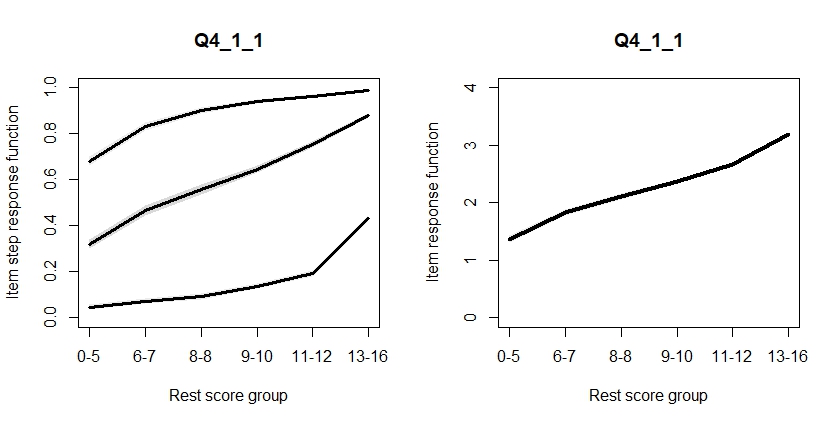 Q4_1_1
Item step response function
1.0
0.8
0.6
0.4
0.2
0.0
0-5 6-7 8-8 9-10 11-12 13-16
Rest score group
Q4_1_1
Item response function
4
3
2
1
0
0-5 6-7 8-8 9-10 11-12 13-16
Rest score group